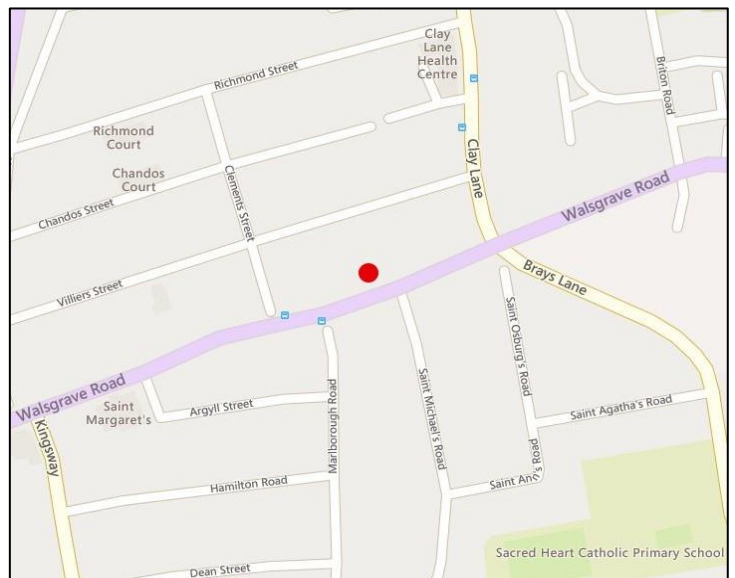 Clay
Lane
Health
Centre
Richmond Street
Briton Road
Richmond
Court
Clay Lane
Chandos
Court
Clements Street
Walsgrave Road
Chandos Street
Brays Lane
Villiers Street
Saint Osburg's Road
Saint Michael's Road
Walsgrave Road
Saint
Margaret's
Argyll Street
Marlborough Road
Saint Agatha's Road
Kingsway
Saint Ann's Road
Hamilton Road
Sacred Heart Catholic Primary School
Dean Street